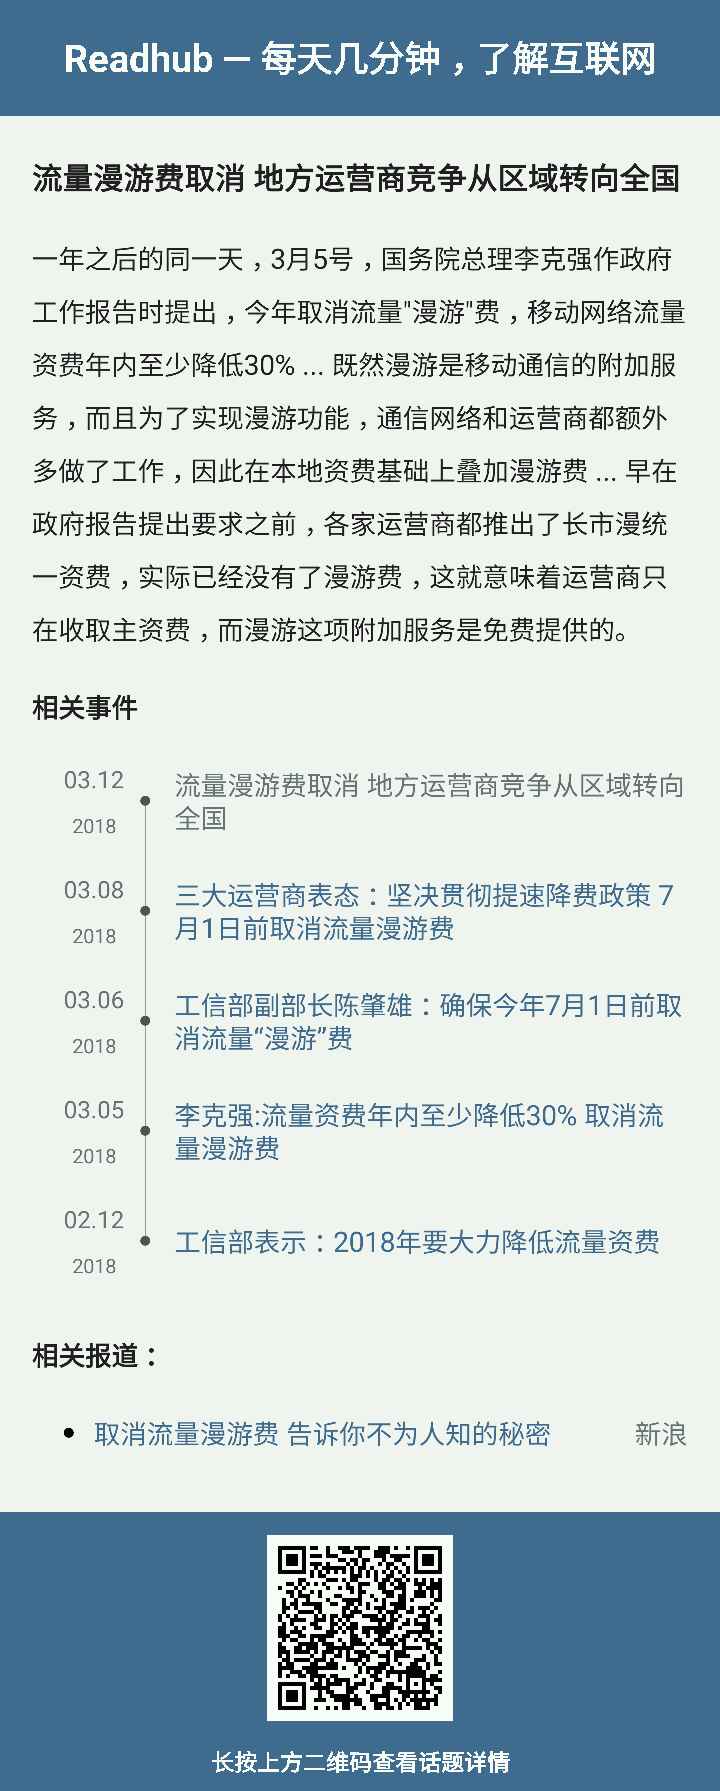 Readhub — 每天几分钟，了解互联网
流量漫游费取消 地方运营商竞争从区域转向全国
一年之后的同一天，3月5号，国务院总理李克强作政府
工作报告时提出，今年取消流量"漫游"费，移动网络流量
资费年内至少降低30% ... 既然漫游是移动通信的附加服
务，而且为了实现漫游功能，通信网络和运营商都额外
多做了工作，因此在本地资费基础上叠加漫游费 ... 早在
政府报告提出要求之前，各家运营商都推出了长市漫统
一资费，实际已经没有了漫游费，这就意味着运营商只
在收取主资费，而漫游这项附加服务是免费提供的。
相关事件
03.12
2018
流量漫游费取消 地方运营商竞争从区域转向
全国
03.08
2018
三大运营商表态：坚决贯彻提速降费政策 7
月1日前取消流量漫游费
03.06
2018
工信部副部长陈肇雄：确保今年7月1日前取
消流量“漫游”费
03.05
2018
李克强:流量资费年内至少降低30% 取消流
量漫游费
02.12
2018
工信部表示：2018年要大力降低流量资费
相关报道：
• 取消流量漫游费 告诉你不为人知的秘密 新浪
长按上方二维码查看话题详情